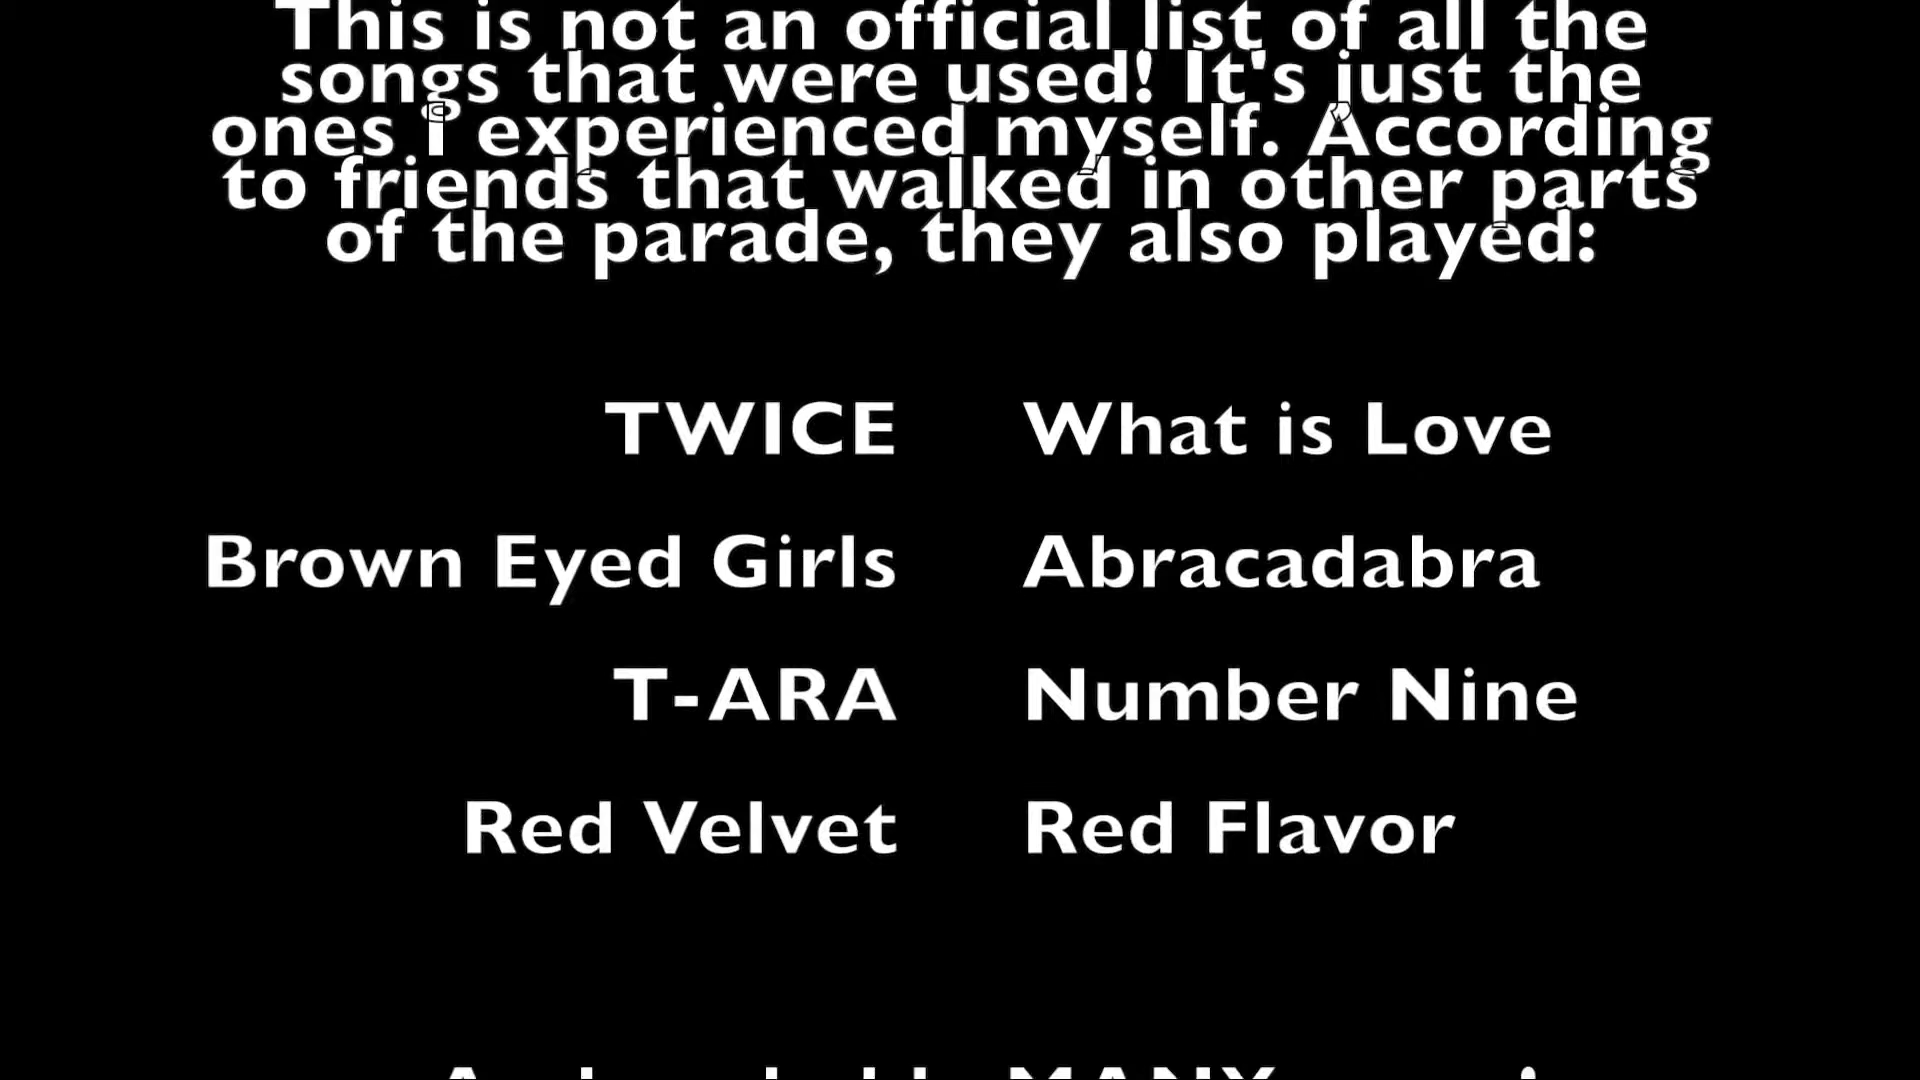 This is not an official list of all the
songs that were used! It's just the
ones I experienced myself. According
to friends that walked in other parts
of the parade, they also played:
TWICE What is Love
Brown Eyed Girls Abracadabra
T-ARA Number Nine
Red Velvet Red Flavor
MANY